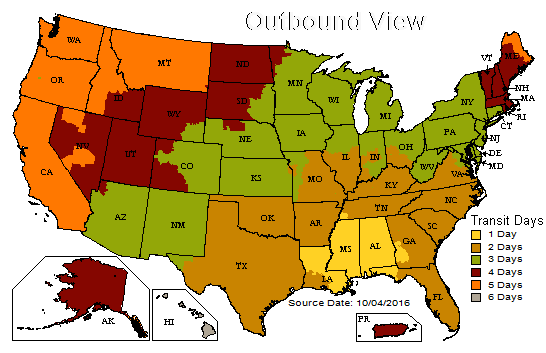 Outbound View
WA
MT
ND
OR
ID
WY
SD
MN
WI
MI
NY
VT
ME
NH
MA
RI
CT
NJ
DE
MD
PA
NV
UT
CO
NE
IA
IL
IN
OH
WV
VA
CA
AZ
NM
KS
MO
KY
NC
TN
OK
AR
SC
TX
LA
MS
AL
GA
FL
AK
HI
PR
Source Date: 10/04/2016
Transit Days
1 Day
2 Days
3 Days
4 Days
5 Days
6 Days